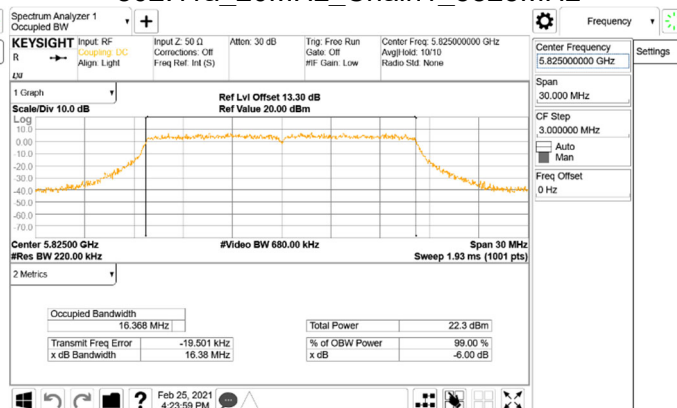 Spectrum Analyzer 1
Occupied BW
KEYSIGHT
R
Input: RF
Coupling: DC
Align: Light
Input Z: 50 Ω
Corrections: Off
Freq Ref: Int (S)
Atten: 30 dB
Trig: Free Run
Gate: Off
#IF Gain: Low
Center Freq: 5.825000000 GHz
Avg|Hold: 10/10
Radio Std: None
LXI
1 Graph
Scale/Div 10.0 dB
Ref Lvl Offset 13.30 dB
Ref Value 20.00 dBm
Log
10.0
0.00
-10.0
-20.0
-30.0
-40.0
-50.0
-60.0
-70.0
Center 5.82500 GHz
#Video BW 680.00 kHz
Span 30 MHz
#Res BW 220.00 kHz
Sweep 1.93 ms (1001 pts)
2 Metrics
Occupied Bandwidth
16.368 MHz
Transmit Freq Error -19.501 kHz
x dB Bandwidth 16.38 MHz
Total Power 22.3 dBm
% of OBW Power 99.00 %
x dB -6.00 dB
Feb 25, 2021
4:23:59 PM
Frequency
Center Frequency
5.825000000 GHz
Settings
Span
30.000 MHz
CF Step
3.000000 MHz
Auto
Man
Freq Offset
0 Hz